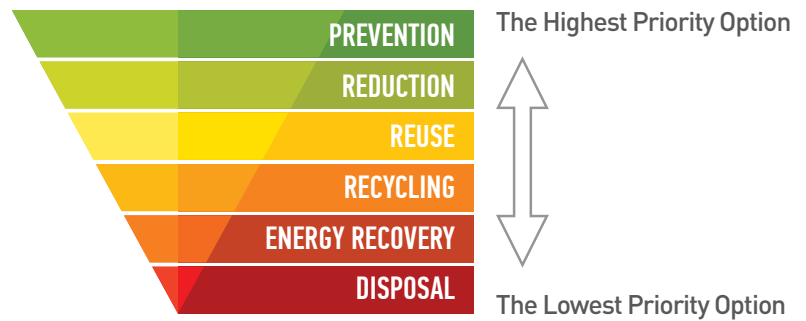 PREVENTION
The Highest Priority Option
REDUCTION
REUSE
RECYCLING
ENERGY RECOVERY
DISPOSAL
The Lowest Priority Option